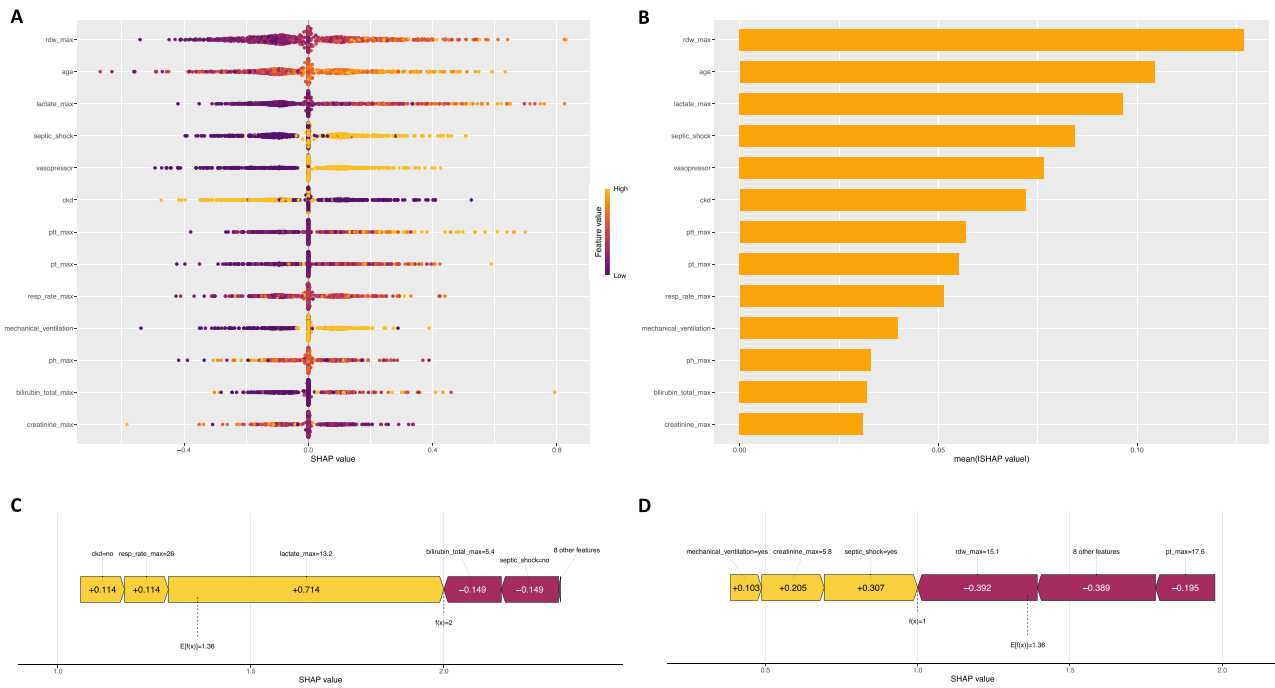 A
rdw_max
age
lactate_max
septic_shock
vasopressor
ckd
ptt_max
pt_max
resp_rate_max
mechanical_ventilation
ph_max
bilirubin_total_max
creatinine_max
−0.4
0.0
0.4
0.8
SHAP value
High
Feature value
Low
B
rdw_max
age
lactate_max
septic_shock
vasopressor
ckd
ptt_max
pt_max
resp_rate_max
mechanical_ventilation
ph_max
bilirubin_total_max
creatinine_max
0.00
0.05
0.10
mean(ISHAP valueI)
C
8 other features
ckd=no resp_rate_max=26 lactate_max=13.2 bilirubin_total_max=5.4
septic_shock=no
+0.114 +0.114 +0.714 −0.149 −0.149
f(x)=2
E[f(x)]=1.36
1.0 1.5 2.0
SHAP value
D
mechanical_ventilation=yes creatinine_max=5.8 septic_shock=yes rdw_max=15.1 8 other features pt_max=17.6
+0.103 +0.205 +0.307 −0.392 −0.389 −0.195
f(x)=1
E[f(x)]=1.36
0.5 1.0 1.5 2.0
SHAP value